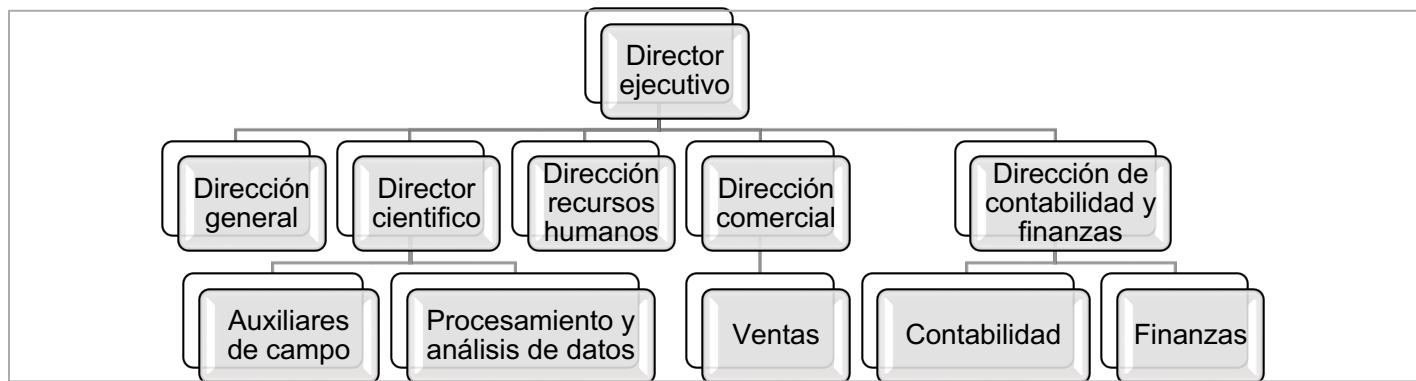 Director
ejecutivo
Dirección
general
Director
cientifico
Dirección
recursos
humanos
Dirección
comercial
Dirección de
contabilidad y
finanzas
Auxiliares
de campo
Procesamiento y
análisis de datos
Ventas
Contabilidad
Finanzas